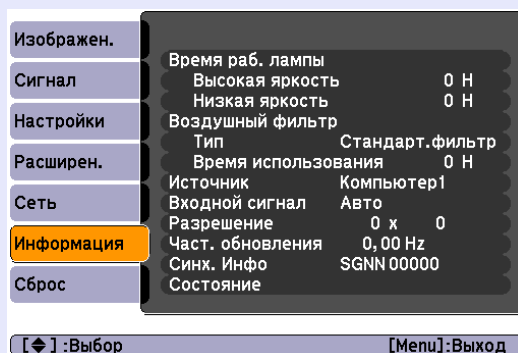 Изображен.
Сигнал
Настройки
Расширен.
Сеть
Информация
Сброс
Время раб. лампы
Высокая яркость 0 H
Низкая яркость 0 H
Воздушный фильтр
Тип Стандарт.фильтр
Время использования 0 H
Источник Компьютер1
Входной сигнал Авто
Разрешение 0 x 0
Част. обновления 0,00 Hz
Синх. Инфо SGNN 00000
Состояние
[◆] :Выбор [Menu]:Выход